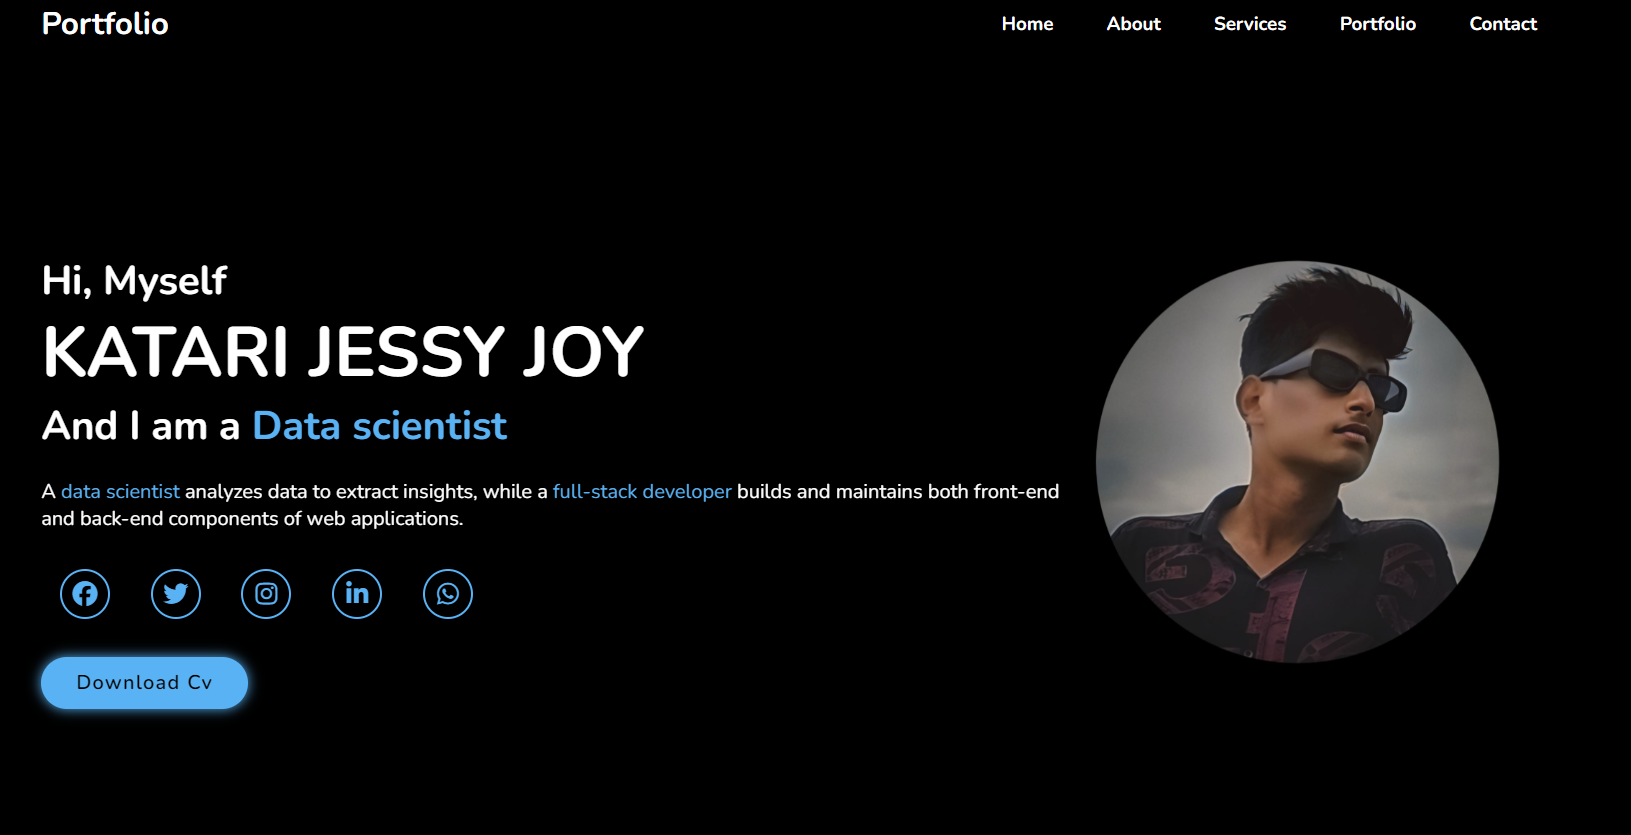 Portfolio
Home About Services Portfolio Contact
Hi, Myself
KATARI JESSY JOY
And I am a Data scientist
A data scientist analyzes data to extract insights, while a full-stack developer builds and maintains both front-end
and back-end components of web applications.
Download Cv